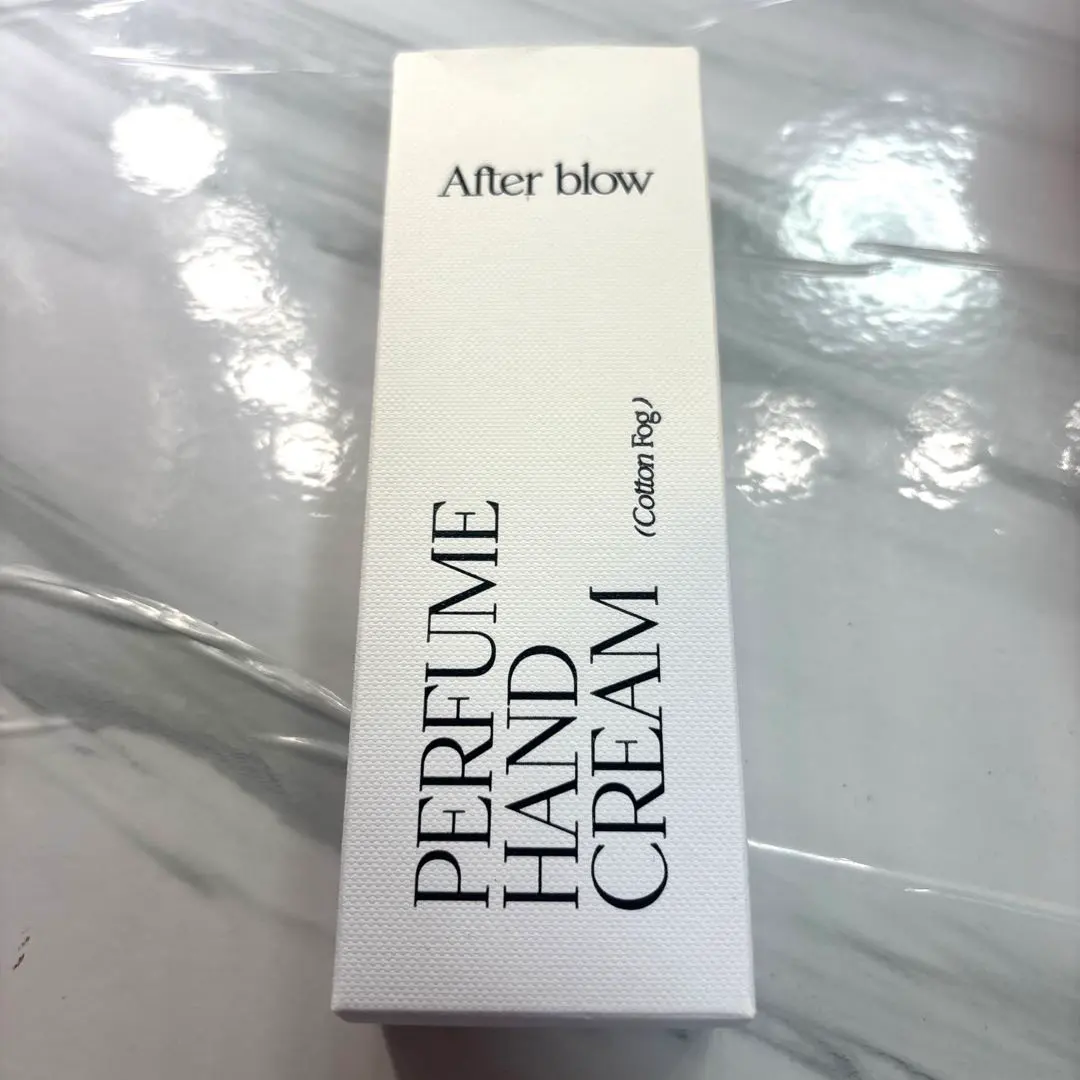 After blow
PERFUME
HAND
CREAM
(Cotton Fog)